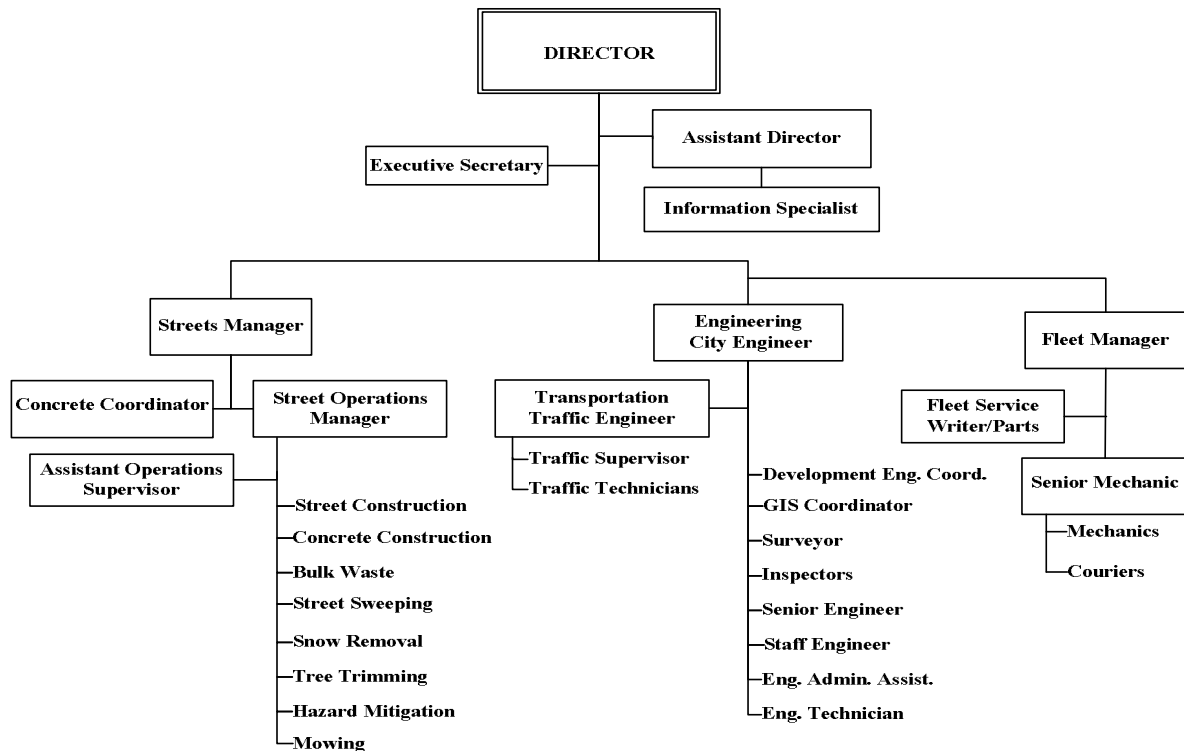 DIRECTOR
Assistant Director
Executive Secretary
Information Specialist
Streets Manager
Engineering
City Engineer
Fleet Manager
Concrete Coordinator
Street Operations
Manager
Transportation
Traffic Engineer
Fleet Service
Writer/Parts
Assistant Operations
Supervisor
Traffic Supervisor
Traffic Technicians
Senior Mechanic
Mechanics
Couriers
Street Construction
Concrete Construction
Bulk Waste
Street Sweeping
Snow Removal
Tree Trimming
Hazard Mitigation
Mowing
Development Eng. Coord.
GIS Coordinator
Surveyor
Inspectors
Senior Engineer
Staff Engineer
Eng. Admin. Assist.
Eng. Technician